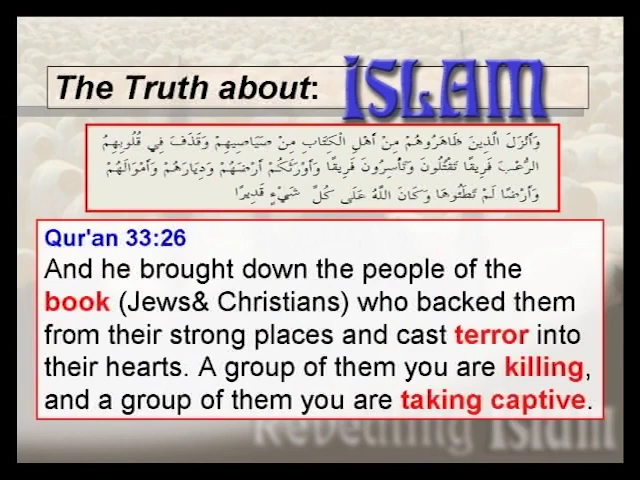 The Truth about: ISLAM
وَأَنزَلَ الَّذِينَ ظَاهَرُوهُمْ مِنْ أَهْلِ الْكِتَابِ مِنْ صَيَاصِيهِمْ وَقَذَفَ فِي قُلُوبِهِمُ
الرُّعْبَ فَرِيقًا تَقْتُلُونَ وَتَأْسِرُونَ فَرِيقًا وَأَوْرَثَكُمْ أَرْضَهُمْ وَدِيَارَهُمْ وَأَمْوَالَهُمْ
وَأَرْضًا لَمْ تَطَئُوهَا وَكَانَ اللَّهُ عَلَى كُلِّ شَيْءٍ قَدِيرًا
Qur'an 33:26
And he brought down the people of the
book (Jews& Christians) who backed them
from their strong places and cast terror into
their hearts. A group of them you are killing,
and a group of them you are taking captive.
Revealing Islam